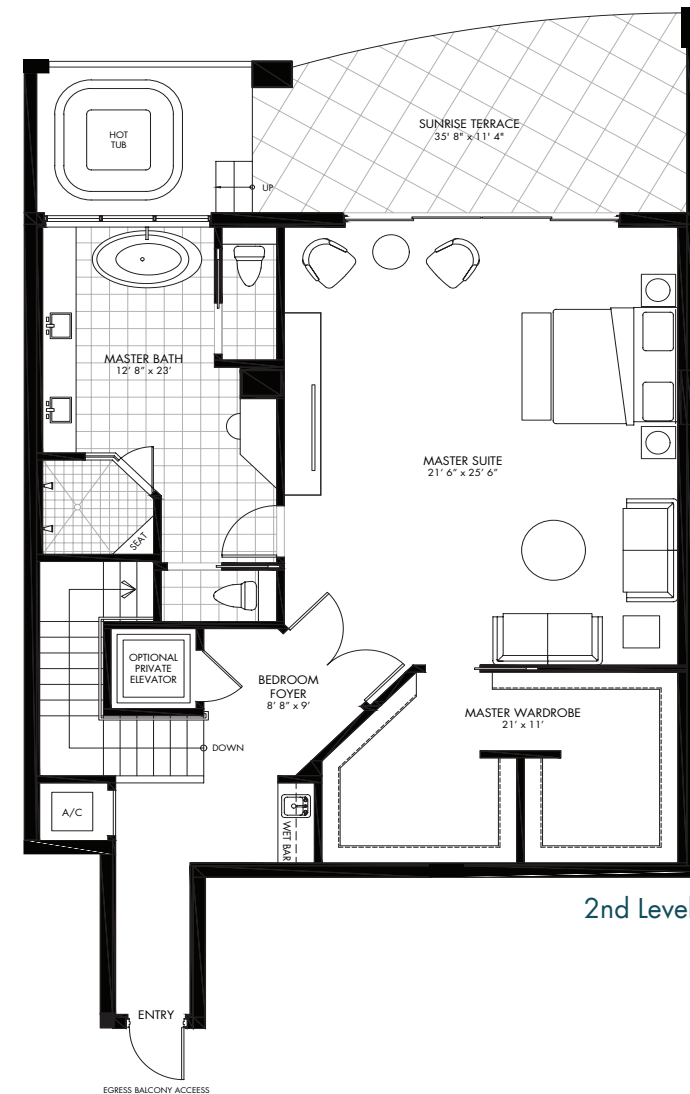 HOT
TUB
SUNRISE TERRACE
35' 8" x 11' 4"
UP
MASTER BATH
12' 8" x 23'
MASTER SUITE
21' 6" x 25' 6"
SEAT
OPTIONAL
PRIVATE
ELEVATOR
BEDROOM
FOYER
8' 8" x 9'
MASTER WARDROBE
21' x 11'
DOWN
A/C
WET BAR
2nd Level
ENTRY
EGRESS BALCONY ACCEESS